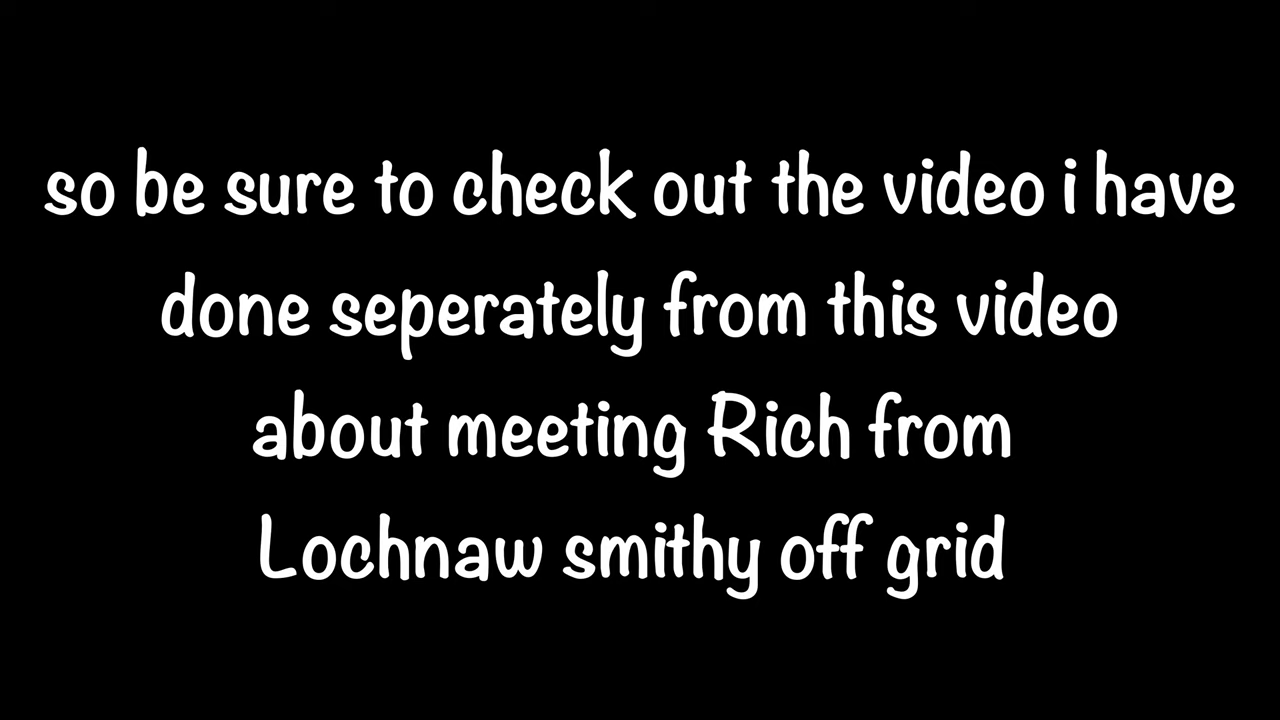 so be sure to check out the video i have
done seperately from this video
about meeting Rich from
Lochnaw smithy off grid